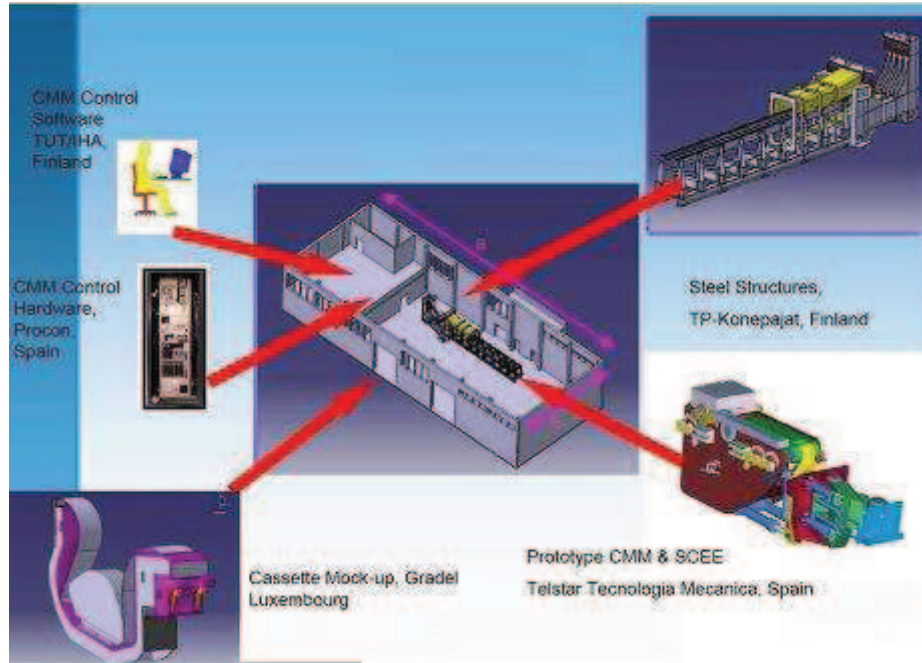 CMM Control
Software
TUT/IHA,
Finland
CMM Control
Hardware,
Procon,
Spain
Steel Structures,
TP-Konepajat, Finland
Cassette Mock-up, Gradel
Luxembourg
Prototype CMM & SCEE
Telstar Tecnologia Mecanica, Spain